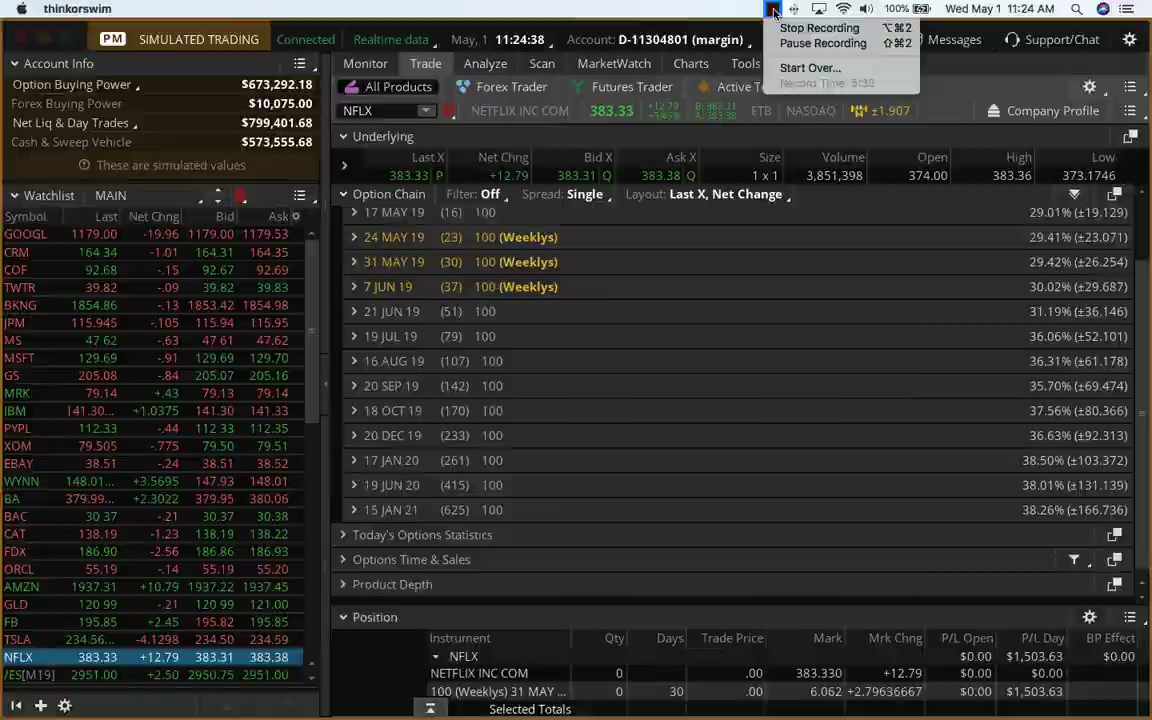 thinkorswim 100% Wed May 1 11:24 AM
Stop Recording ⌥⌘2
Pause Recording ⇧⌘2
Start Over...
Record Time: 5:38
PM SIMULATED TRADING Connected Realtime data May, 1 11:24:38 Account: D-11304801 (margin) Messages Support/Chat
Account Info
Option Buying Power $673,292.18
Forex Buying Power $10,075.00
Net Liq & Day Trades $799,401.68
Cash & Sweep Vehicle $573,555.68
These are simulated values
Monitor Trade Analyze Scan MarketWatch Charts Tools
All Products Forex Trader Futures Trader Active T
NFLX NETFLIX INC COM 383.33 +12.79 B: 383.31 ETB NASDAQ ±1.907 Company Profile
+3.45% A: 383.38
Underlying
Last X Net Chng Bid X Ask X Size Volume Open High Low
383.33 P +12.79 383.31 Q 383.38 Q 1 x 1 3,851,398 374.00 383.36 373.1746
Option Chain Filter: Off Spread: Single Layout: Last X, Net Change
17 MAY 19 (16) 100 29.01% (±19.129)
24 MAY 19 (23) 100 (Weeklys) 29.41% (±23.071)
31 MAY 19 (30) 100 (Weeklys) 29.42% (±26.254)
7 JUN 19 (37) 100 (Weeklys) 30.02% (±29.687)
21 JUN 19 (51) 100 31.19% (±36.146)
19 JUL 19 (79) 100 36.06% (±52.101)
16 AUG 19 (107) 100 36.31% (±61.178)
20 SEP 19 (142) 100 35.70% (±69.474)
18 OCT 19 (170) 100 37.56% (±80.366)
20 DEC 19 (233) 100 36.63% (±92.313)
17 JAN 20 (261) 100 38.50% (±103.372)
19 JUN 20 (415) 100 38.01% (±131.139)
15 JAN 21 (625) 100 38.26% (±166.736)
Today's Options Statistics
Options Time & Sales
Product Depth
Position
Instrument Qty Days Trade Price Mark Mrk Chng P/L Open P/L Day BP Effect
NFLX $0.00 $1,503.63 $0.00
NETFLIX INC COM 0 .00 383.330 +12.79 $0.00 $0.00
100 (Weeklys) 31 MAY ... 0 30 .00 6.062 +2.79636667 $0.00 $1,503.63
Selected Totals
Watchlist MAIN
Symbol Last Net Chng Bid Ask
GOOGL 1179.00 -19.96 1179.00 1179.53
CRM 164.34 -1.01 164.31 164.35
COF 92.68 -.15 92.67 92.69
TWTR 39.82 -.09 39.82 39.83
BKNG 1854.86 -.13 1853.42 1854.98
JPM 115.945 -.105 115.94 115.95
MS 47.62 -.63 47.61 47.62
MSFT 129.69 -.91 129.69 129.70
GS 205.08 -.84 205.07 205.16
MRK 79.14 +.43 79.13 79.14
IBM 141.30... +1.0375 141.30 141.33
PYPL 112.33 -.44 112.33 112.35
XOM 79.505 -.775 79.50 79.51
EBAY 38.51 -.24 38.51 38.52
WYNN 148.01... +3.5695 147.93 148.01
BA 379.99... +2.3022 379.95 380.06
BAC 30.37 -.21 30.37 30.38
CAT 138.19 -1.23 138.19 138.22
FDX 186.90 -2.56 186.86 186.93
ORCL 55.19 -.14 55.19 55.20
AMZN 1937.31 +10.79 1937.22 1937.45
GLD 120.99 -.21 120.99 121.00
FB 195.85 +2.45 195.82 195.85
TSLA 234.56... -4.1298 234.50 234.59
NFLX 383.33 +12.79 383.31 383.38
/ES[M19] 2951.00 +2.50 2950.75 2951.00